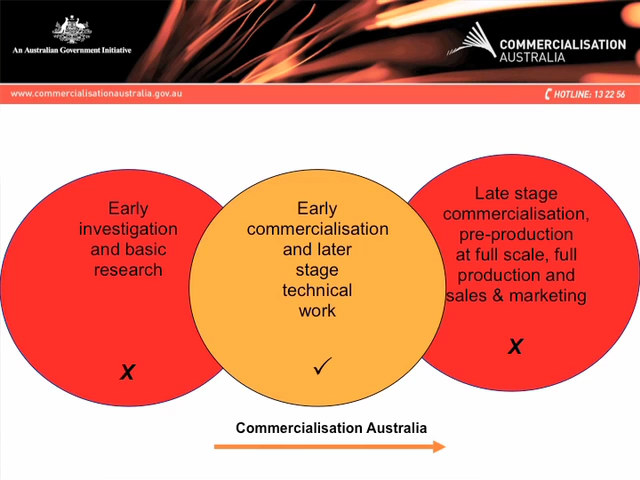 An Australian Government Initiative
COMMERCIALISATION
AUSTRALIA
www.commercialisationaustralia.gov.au
HOTLINE: 13 22 56
Early
investigation
and basic
research
X
Early
commercialisation
and later
stage
technical
work
✓
Late stage
commercialisation,
pre-production
at full scale, full
production and
sales & marketing
X
Commercialisation Australia